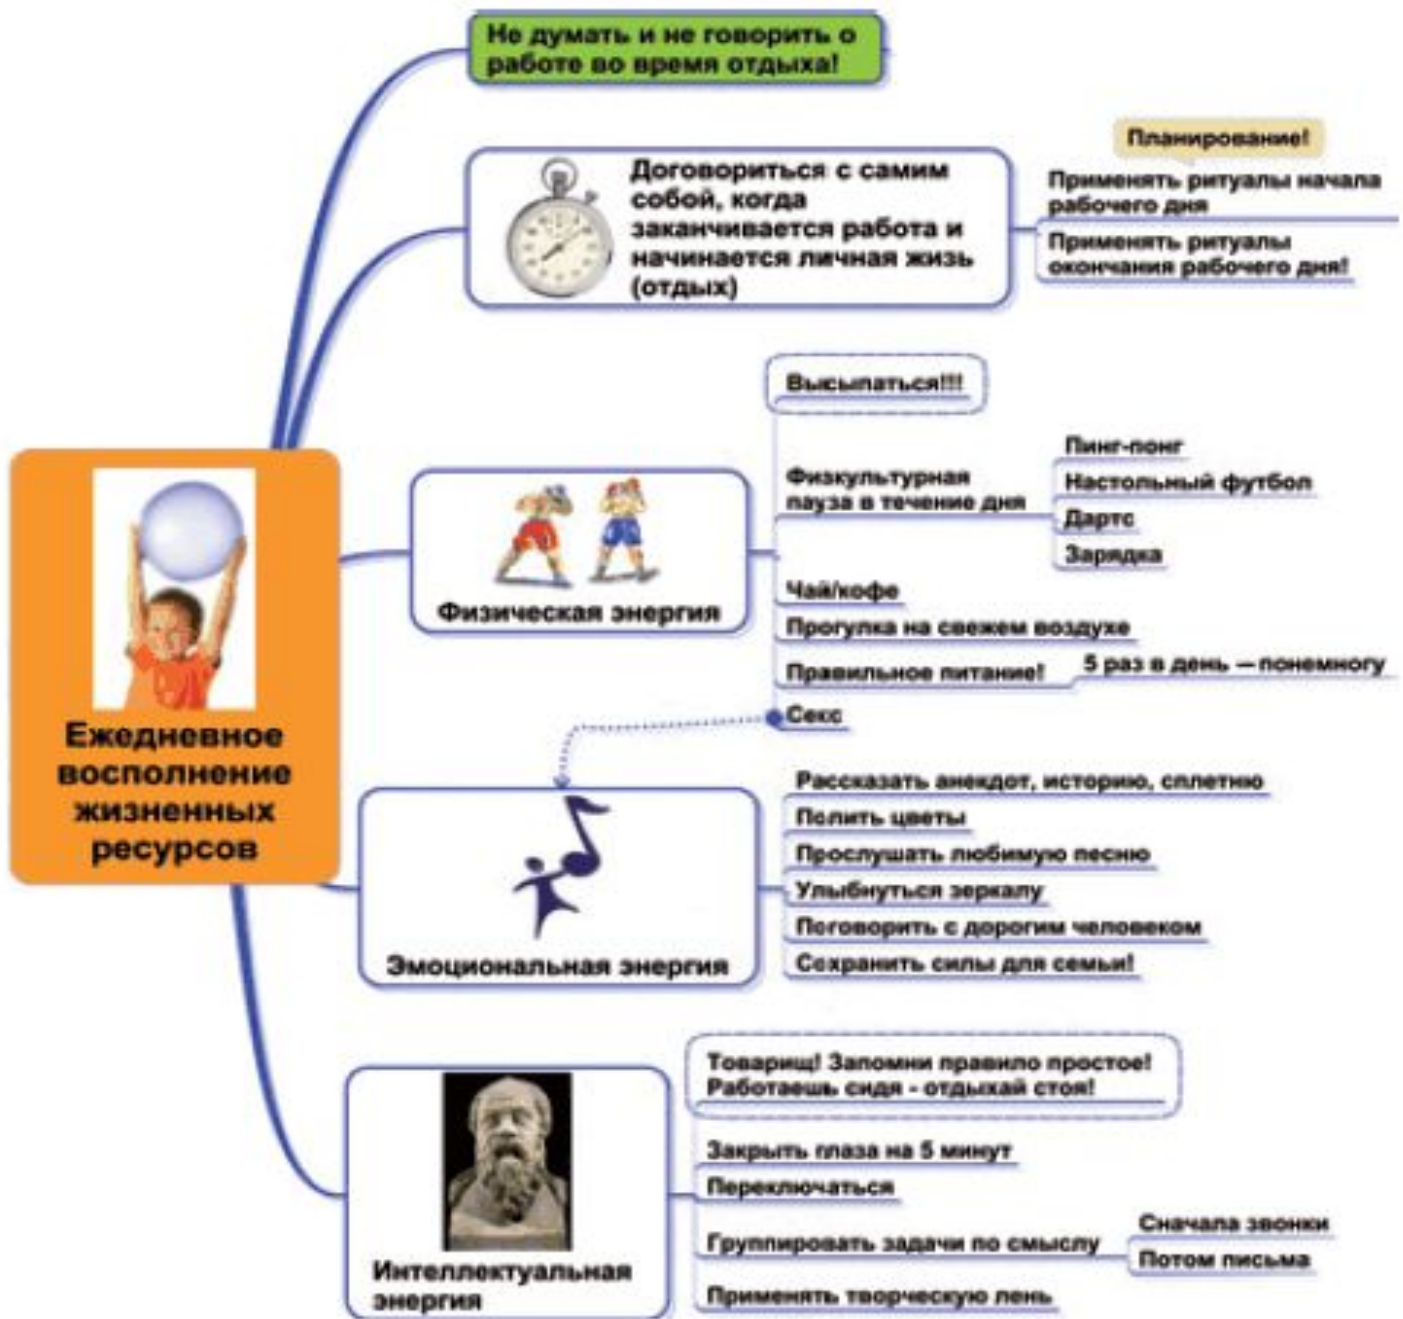 Не думать и не говорить о
работе во время отдыха!
Договориться с самим
собой, когда
заканчивается работа и
начинается личная жизь
(отдых)
Планирование!
Применять ритуалы начала
рабочего дня
Применять ритуалы
окончания рабочего дня!
Ежедневное
восполнение
жизненных
ресурсов
Физическая энергия
Высыпаться!!!
Физкультурная
пауза в течение дня
Пинг-понг
Настольный футбол
Дартс
Зарядка
Чай/кофе
Прогулка на свежем воздухе
Правильное питание!
5 раз в день — понемногу
Секс
Эмоциональная энергия
Рассказать анекдот, историю, сплетню
Полить цветы
Прослушать любимую песню
Улыбнуться зеркалу
Поговорить с дорогим человеком
Сохранить силы для семьи!
Интеллектуальная
энергия
Товарищ! Запомни правило простое!
Работаешь сидя - отдыхай стоя!
Закрыть глаза на 5 минут
Переключаться
Группировать задачи по смыслу
Сначала звонки
Потом письма
Применять творческую лень